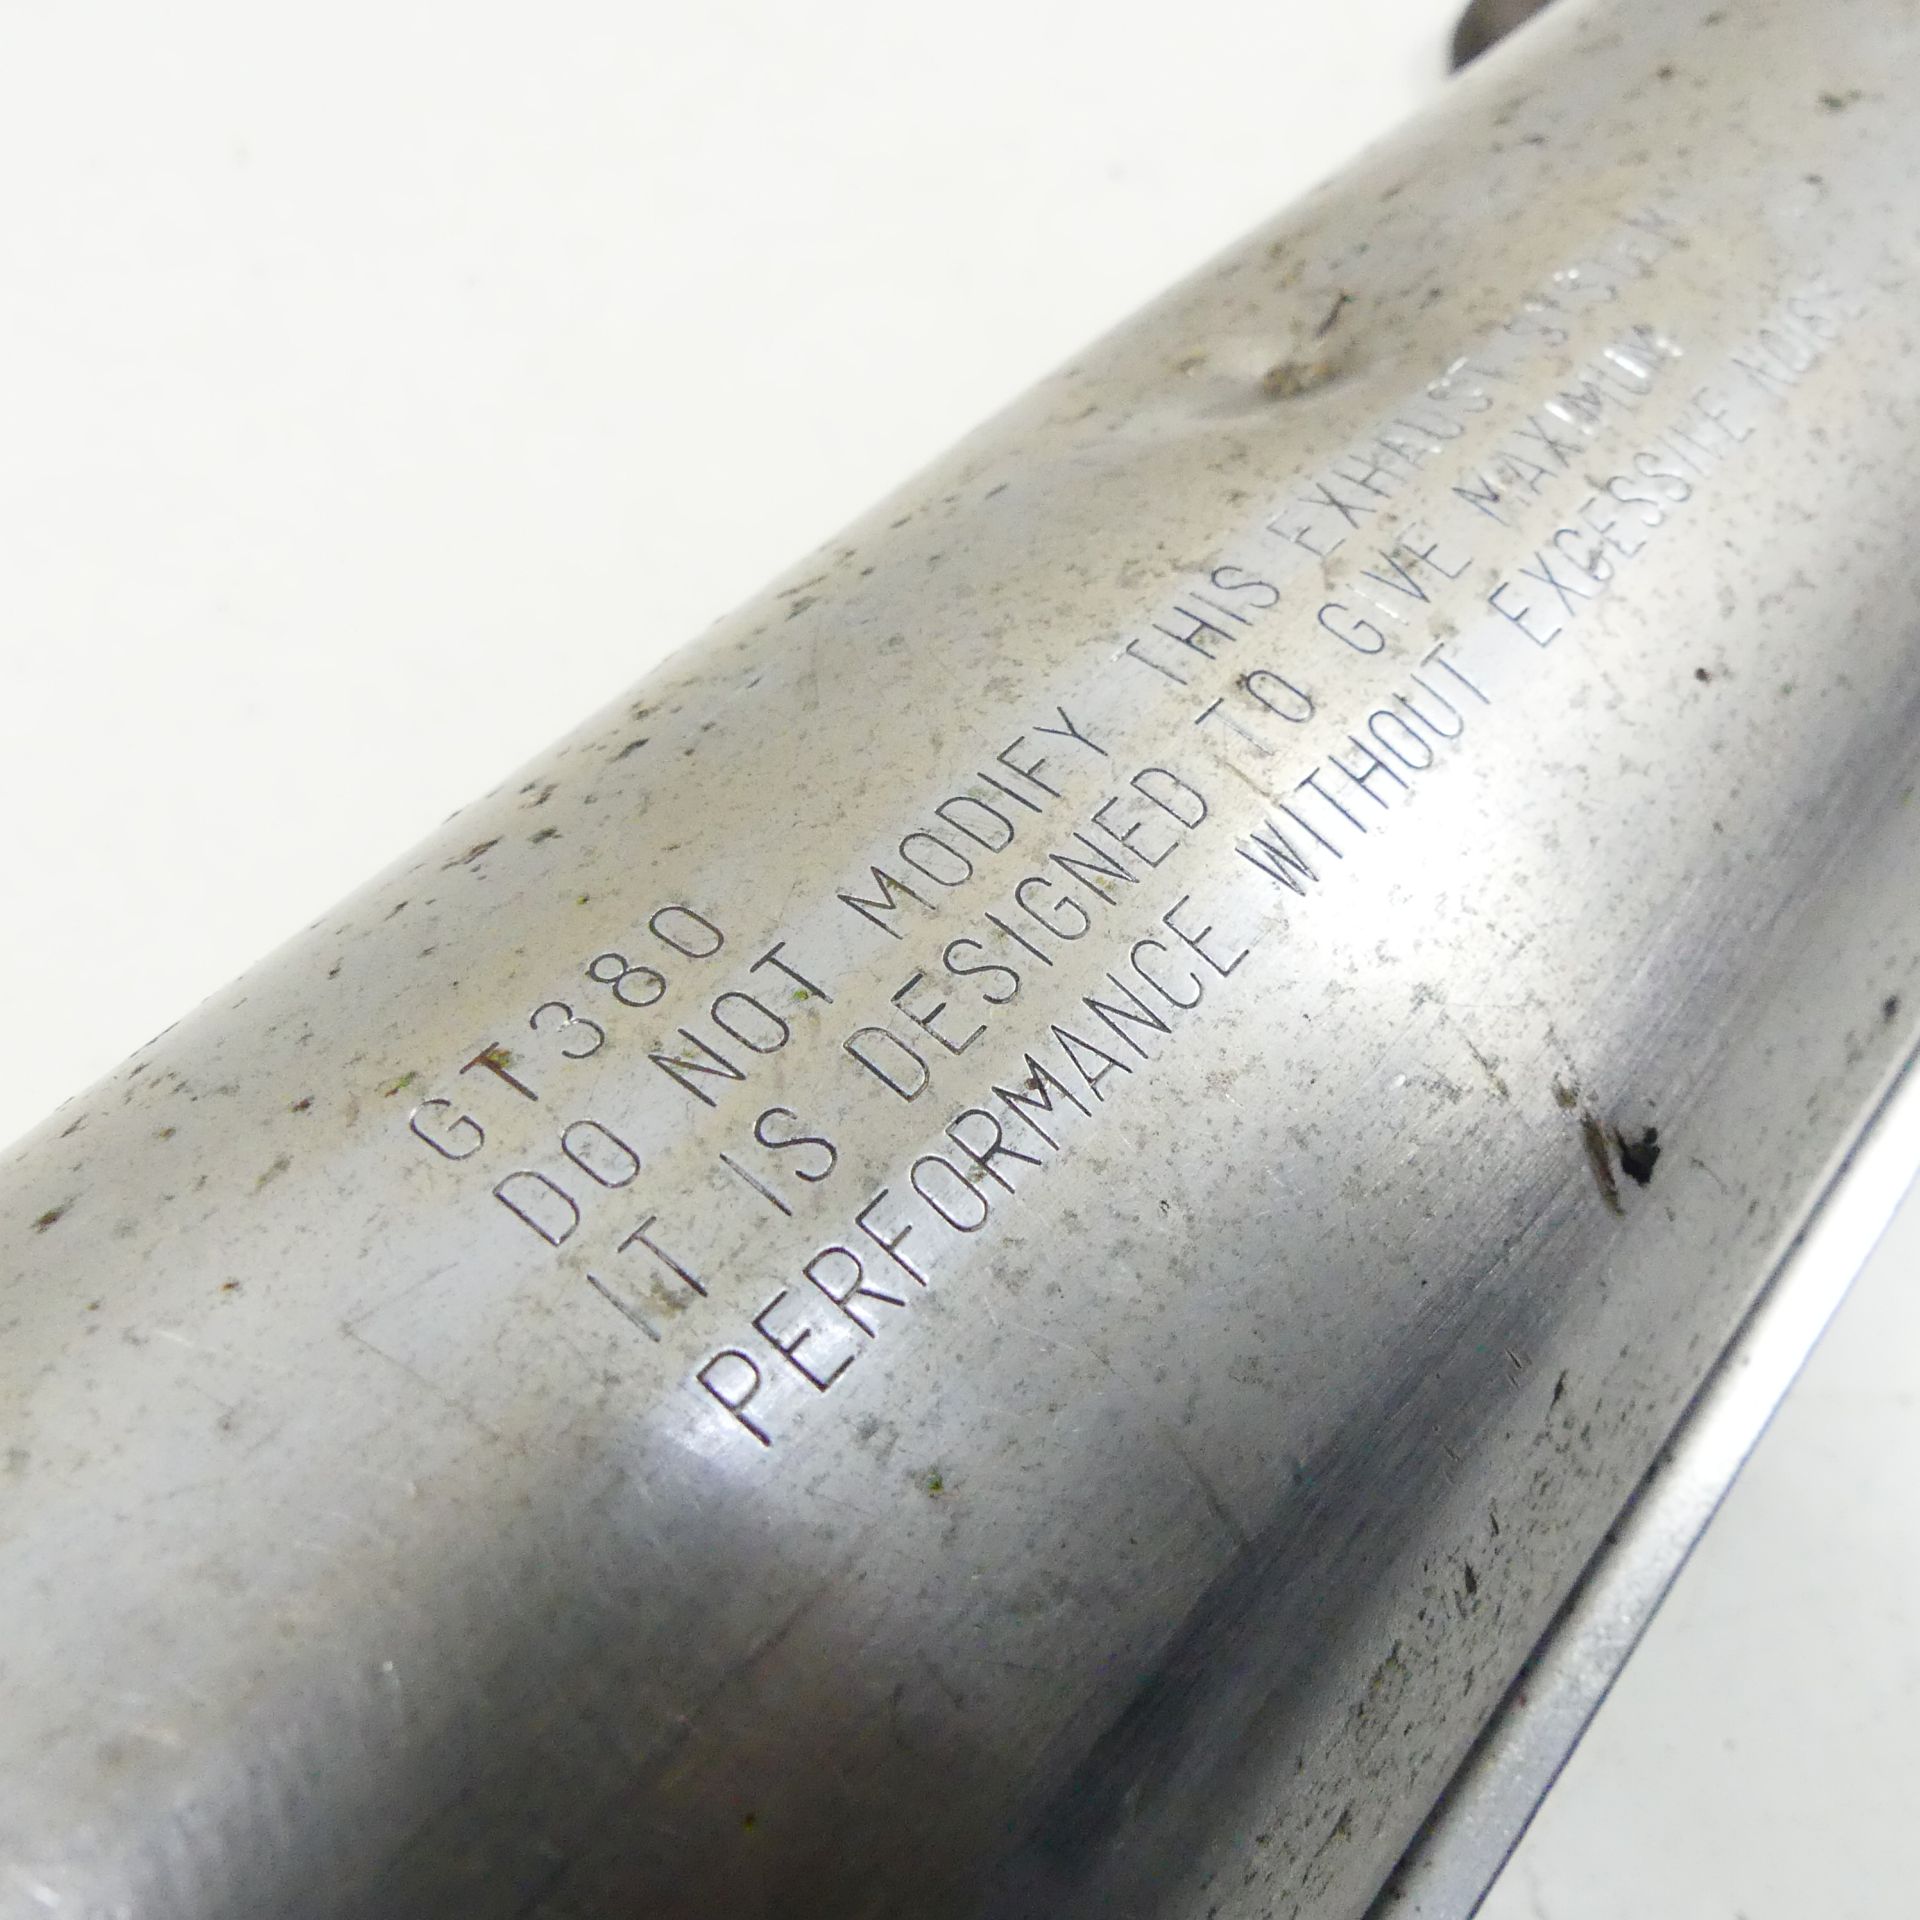 GT380
DO NOT MODIFY THIS EXHAUST SYSTEM
IT IS DESIGNED TO GIVE MAXIMUM
PERFORMANCE WITHOUT EXCESSIVE NOISE